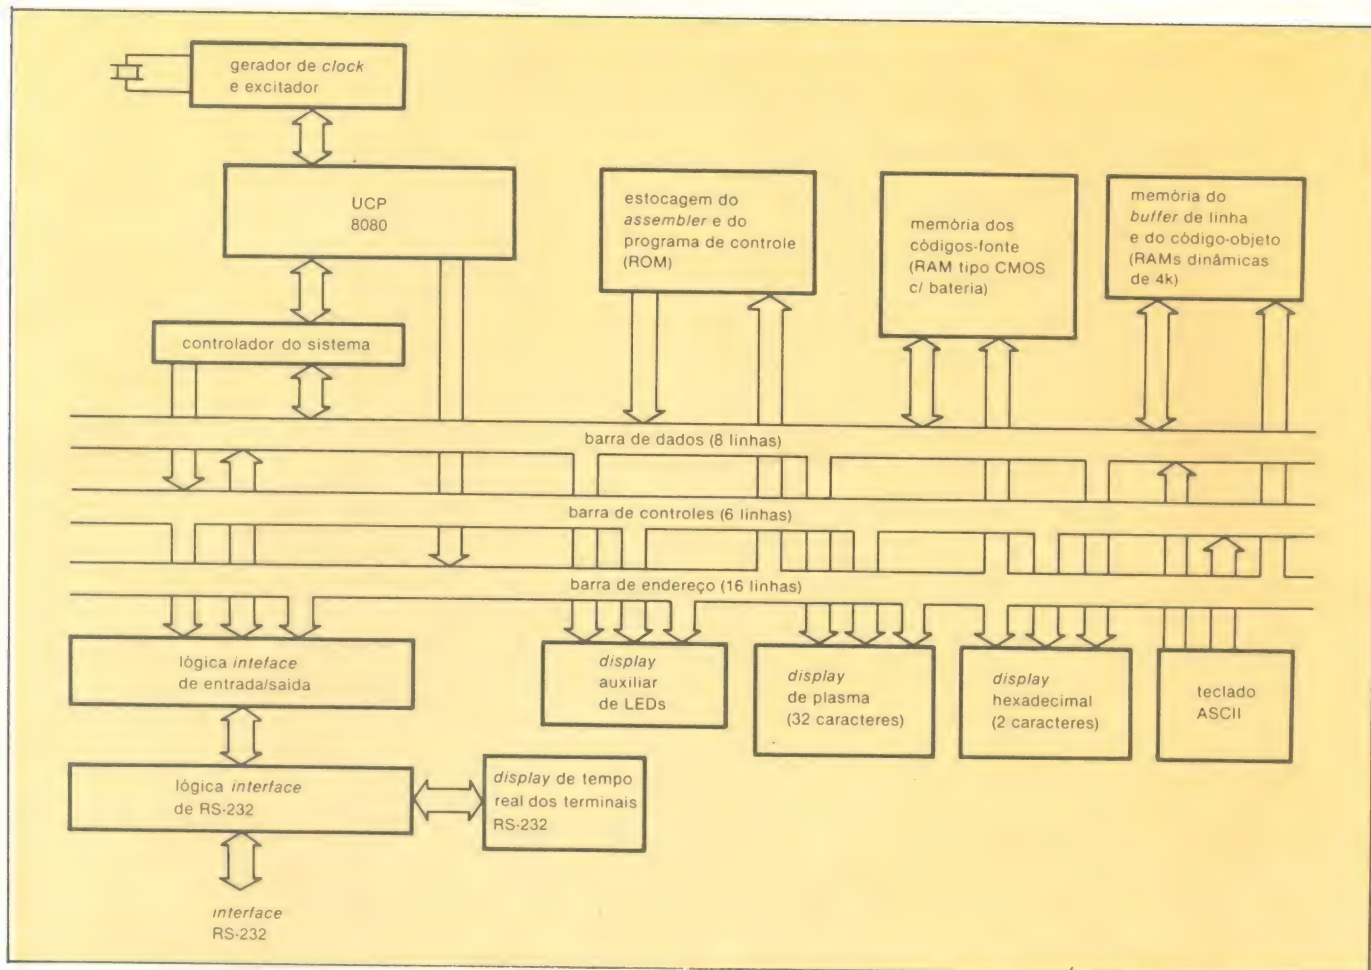 gerador de clock
e excitador
UCP
8080
estocagem do
assembler e do
programa de controle
(ROM)
memória dos
códigos-fonte
(RAM tipo CMOS
c/ bateria)
memória do
buffer de linha
e do código-objeto
(RAMs dinâmicas
de 4k)
controlador do sistema
barra de dados (8 linhas)
barra de controles (6 linhas)
barra de endereço (16 linhas)
lógica inteface
de entrada/saída
display
auxiliar
de LEDs
display
de plasma
(32 caracteres)
display
hexadecimal
(2 caracteres)
teclado
ASCII
lógica interface
de RS-232
display de tempo
real dos terminais
RS-232
interface
RS-232